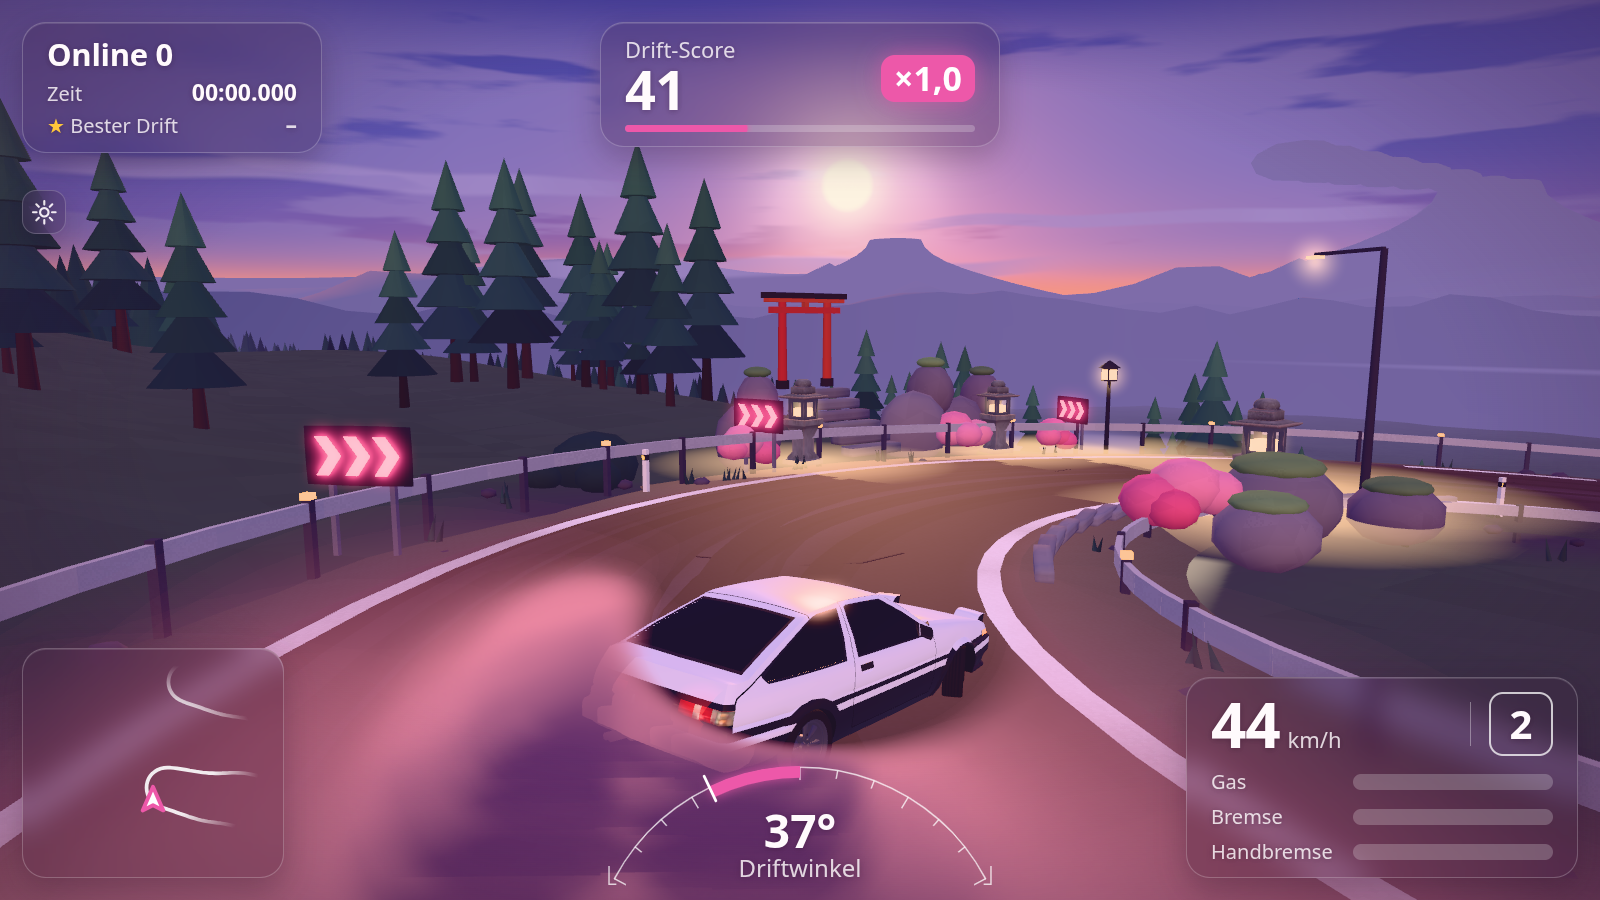 Online 0
Zeit 00:00.000
★ Bester Drift –
Drift-Score
41
×1,0
44 km/h
2
Gas
Bremse
Handbremse
37°
Driftwinkel